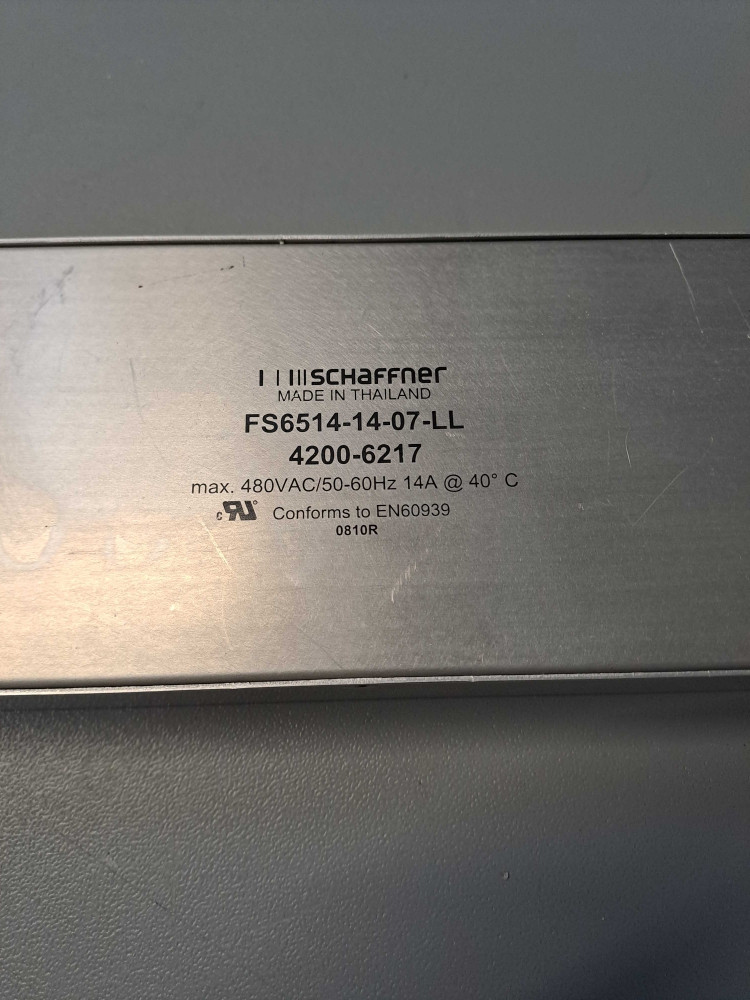 SCHAFFNER
MADE IN THAILAND
FS6514-14-07-LL
4200-6217
max. 480VAC/50-60Hz 14A @ 40° C
c RU Conforms to EN60939
0810R